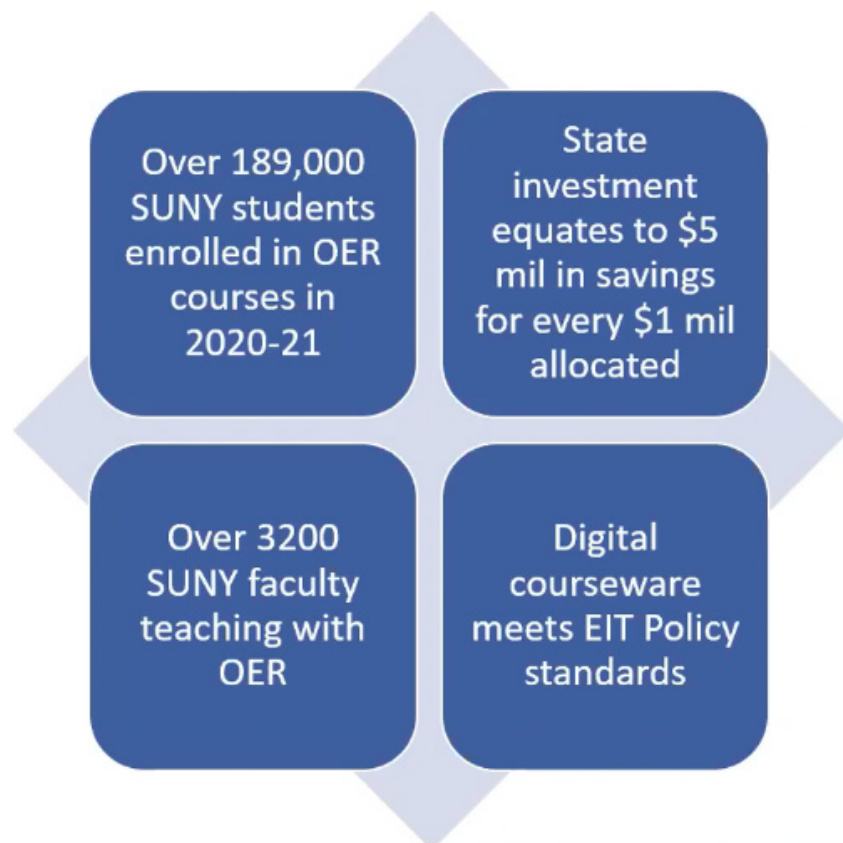 Over 189,000
SUNY students
enrolled in OER
courses in
2020-21
State
investment
equates to $5
mil in savings
for every $1 mil
allocated
Over 3200
SUNY faculty
teaching with
OER
Digital
courseware
meets EIT Policy
standards